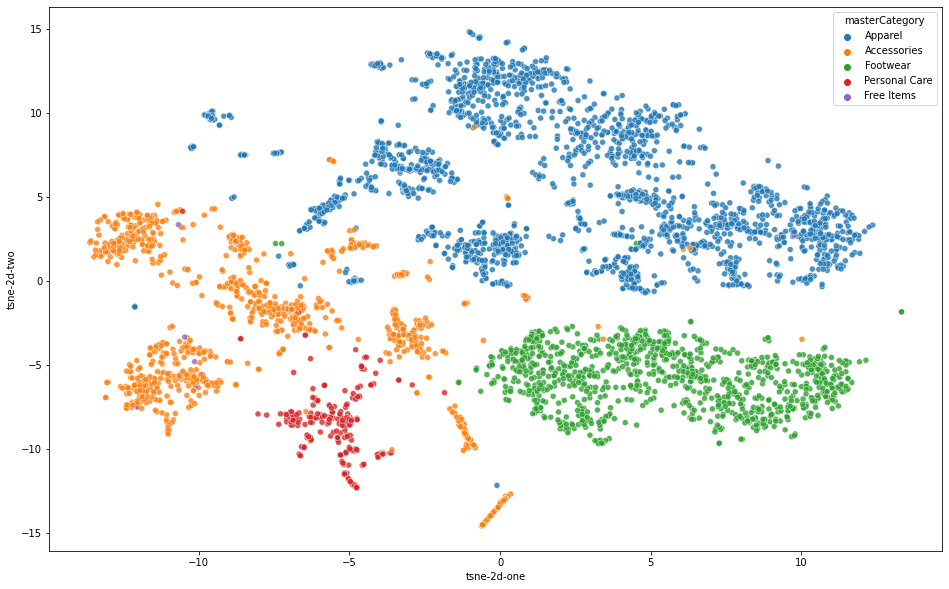 masterCategory
Apparel
Accessories
Footwear
Personal Care
Free Items
15
10
5
0
−5
−10
−15
tsne-2d-two
−10
−5
0
5
10
tsne-2d-one